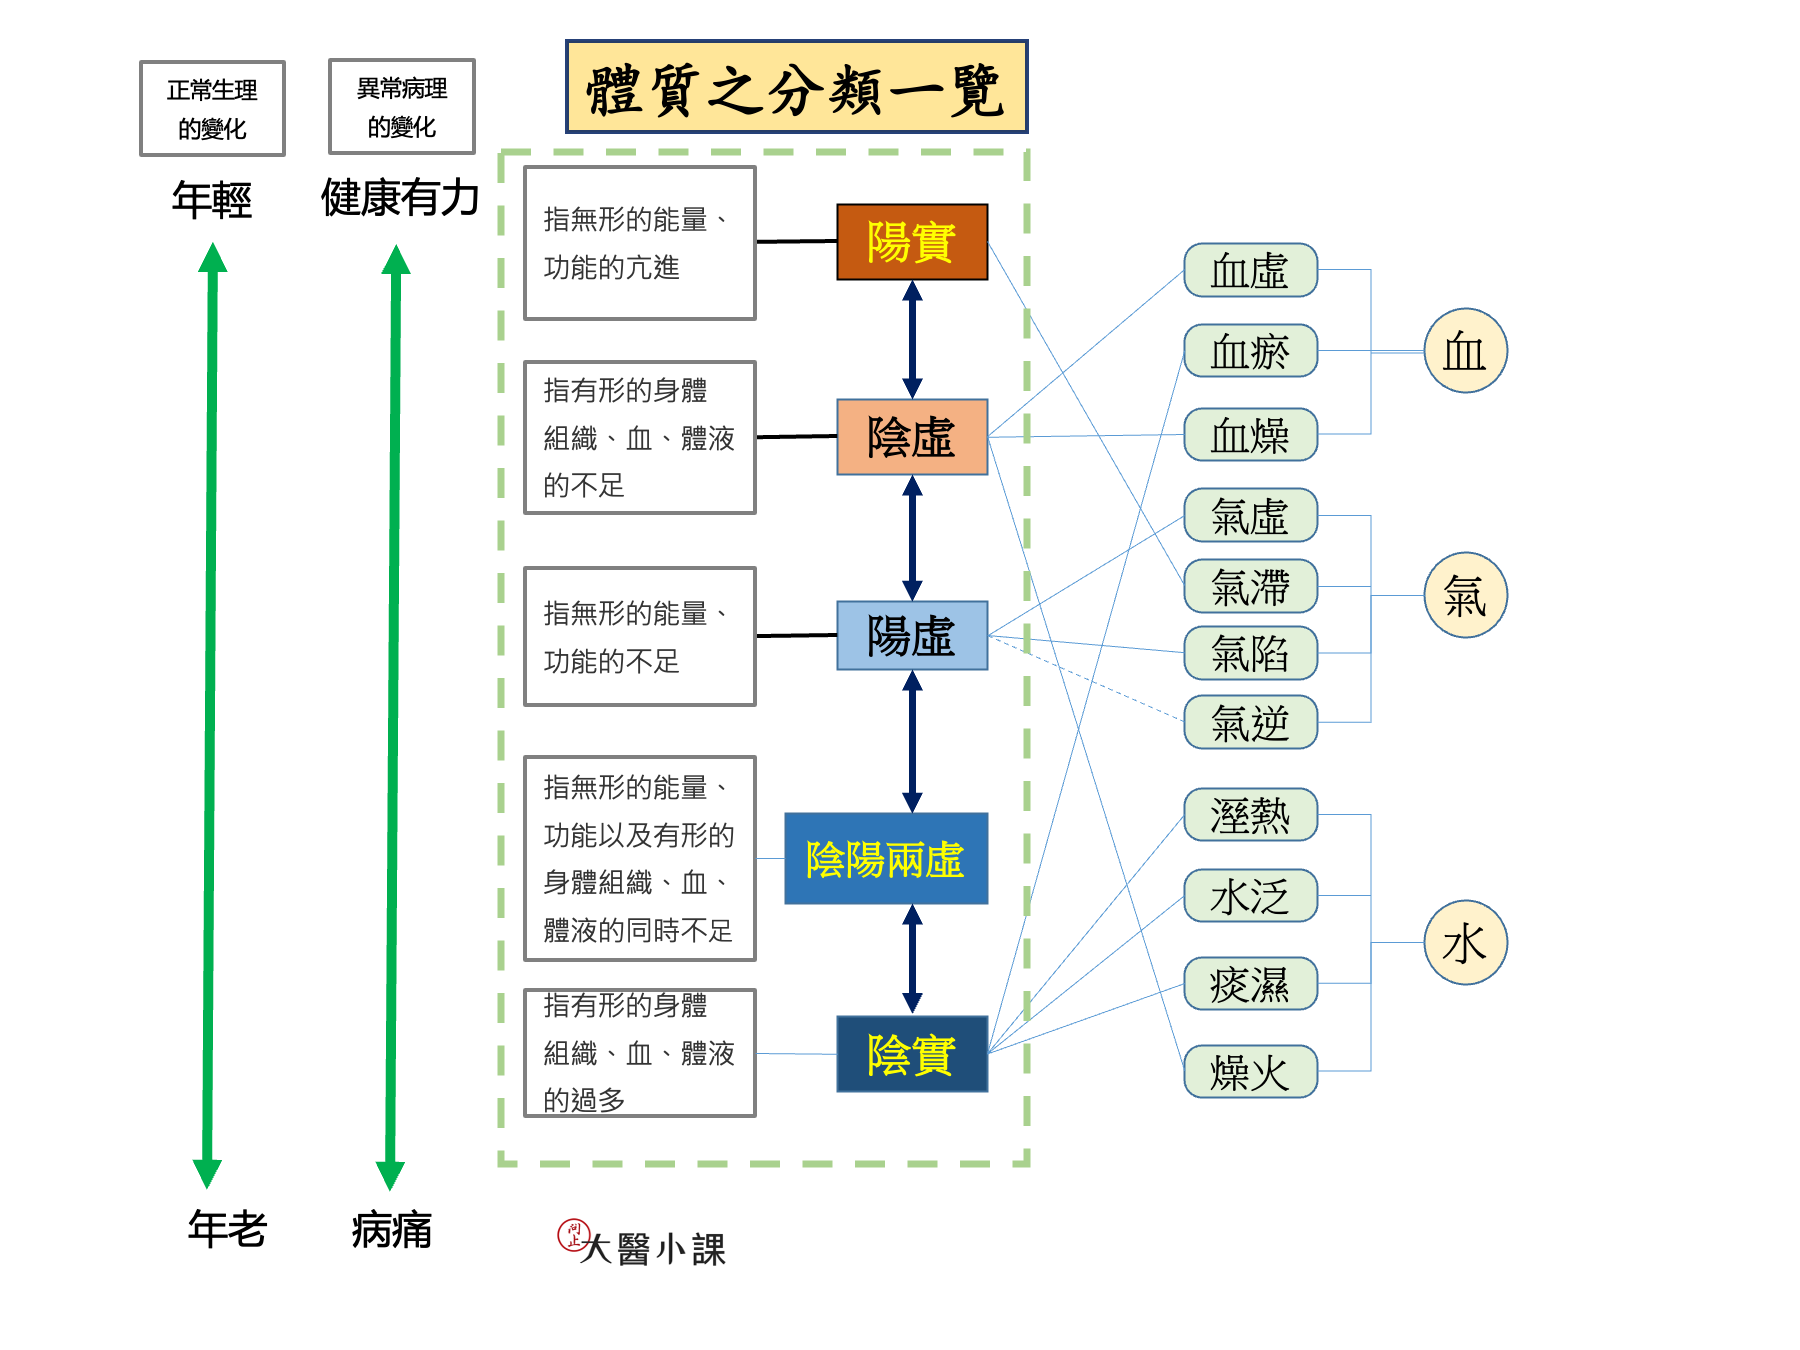 體質之分類一覽
正常生理
的變化
異常病理
的變化
年輕
健康有力
年老
病痛
指無形的能量、
功能的亢進
陽實
指有形的身體
組織、血、體液
的不足
陰虛
指無形的能量、
功能的不足
陽虛
指無形的能量、
功能以及有形的
身體組織、血、
體液的同時不足
陰陽兩虛
指有形的身體
組織、血、體液
的過多
陰實
血虛
血瘀
血燥
血
氣虛
氣滯
氣陷
氣逆
氣
溼熱
水泛
痰濕
燥火
水
問止
大醫小課